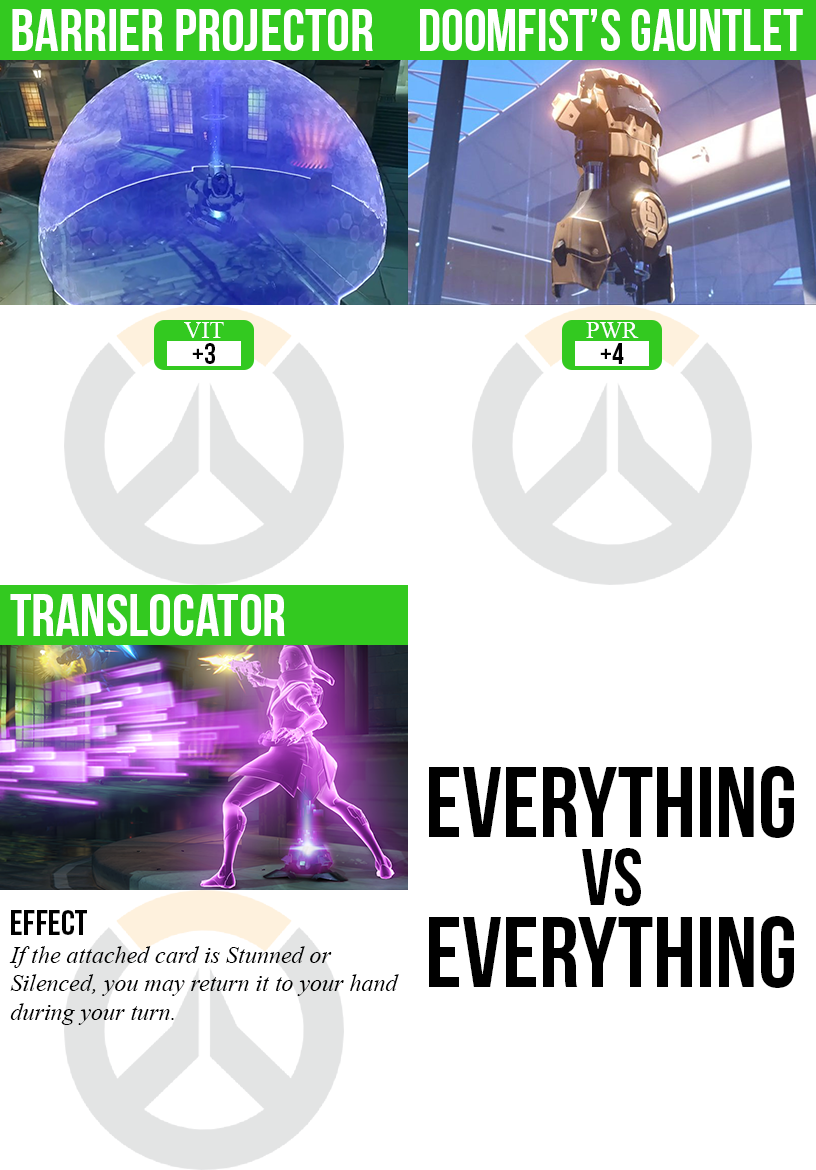 BARRIER PROJECTOR
DOOMFIST'S GAUNTLET
VIT
+3
PWR
+4
TRANSLOCATOR
EFFECT
If the attached card is Stunned or
Silenced, you may return it to your hand
during your turn.
EVERYTHING
VS
EVERYTHING